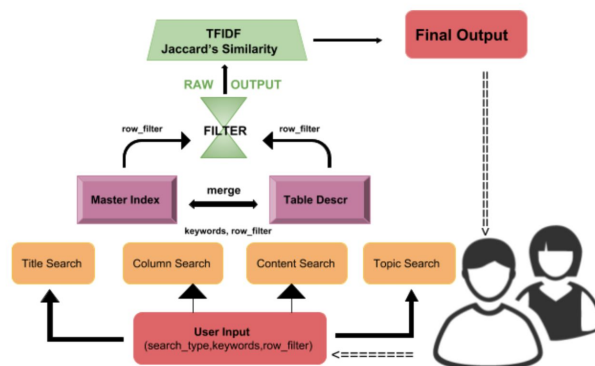 TFIDF
Jaccard's Similarity
Final Output
RAW OUTPUT
row_filter
FILTER
row_filter
Master Index
merge
Table Descr
keywords, row_filter
Title Search
Column Search
Content Search
Topic Search
User Input
(search_type,keywords,row_filter)